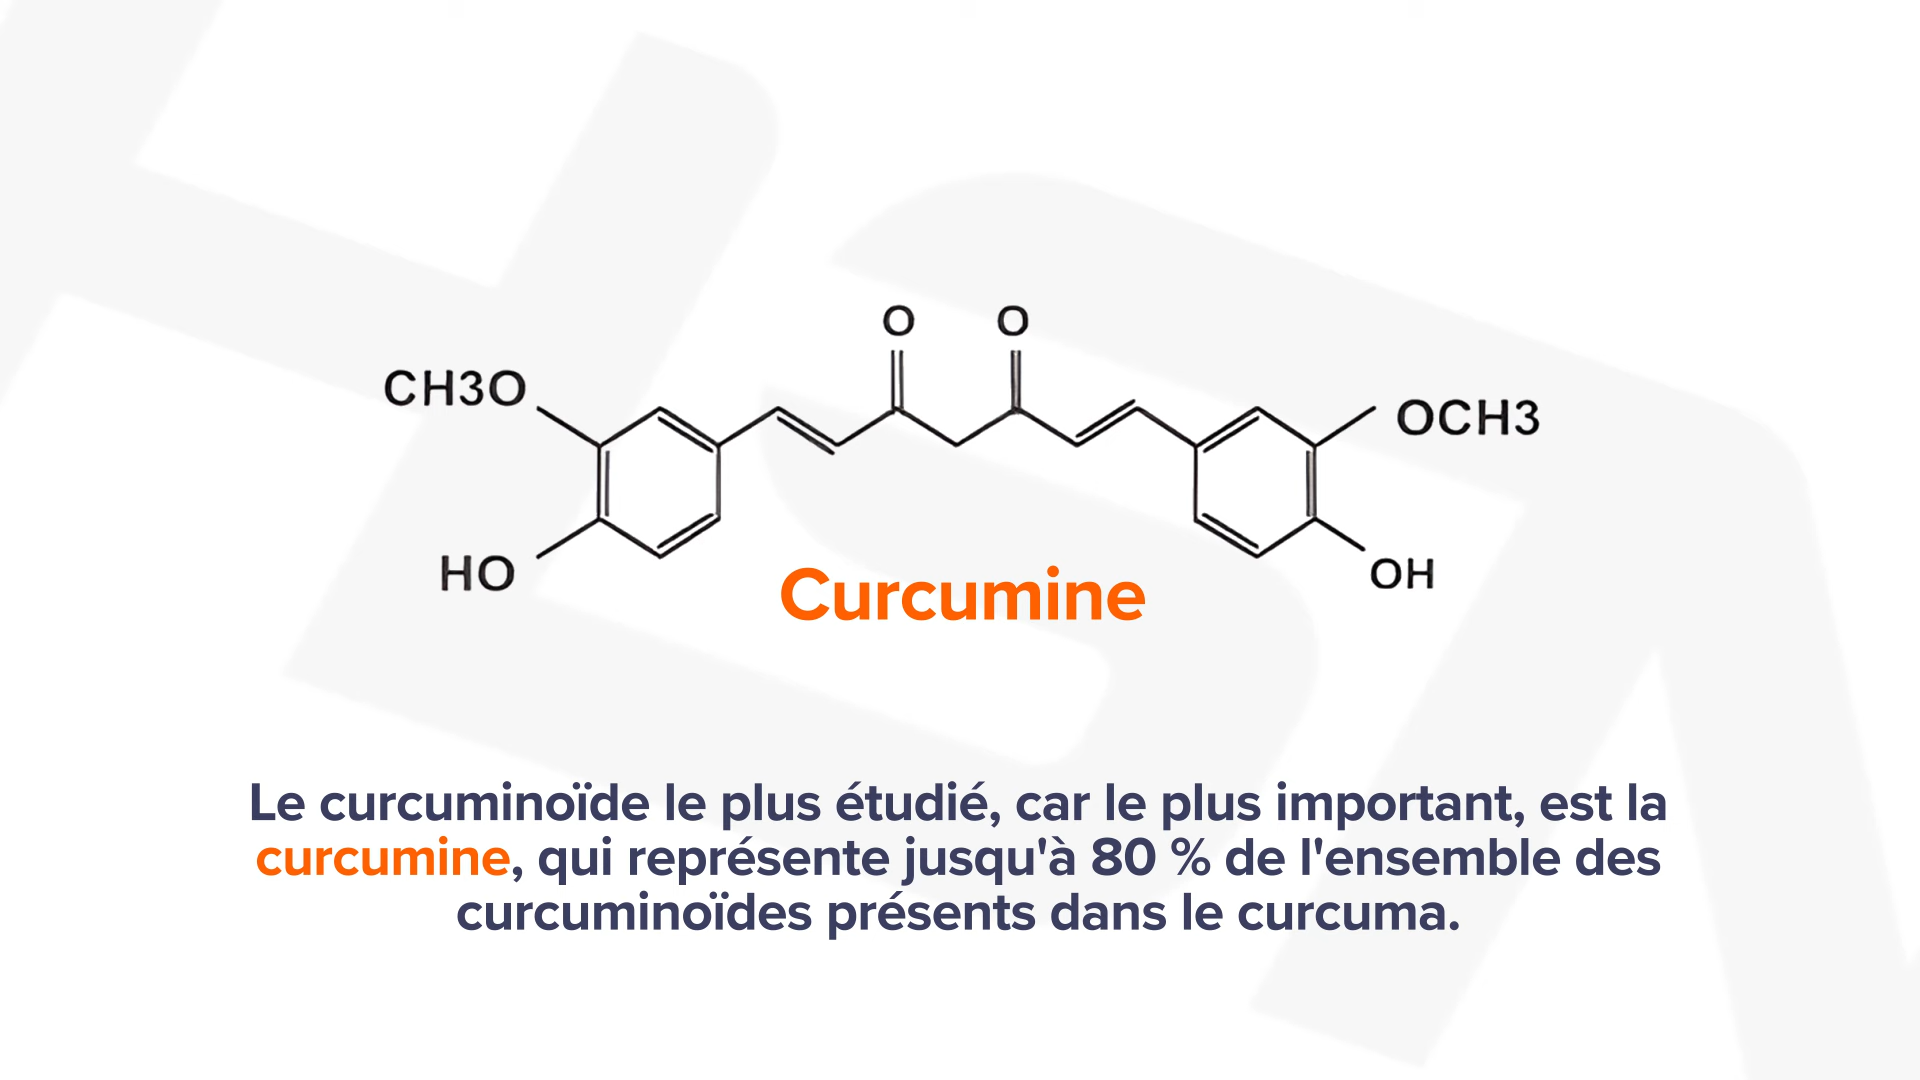 O O
CH3O
OCH3
HO
OH
Curcumine
Le curcuminoïde le plus étudié, car le plus important, est la
curcumine, qui représente jusqu'à 80 % de l'ensemble des
curcuminoïdes présents dans le curcuma.